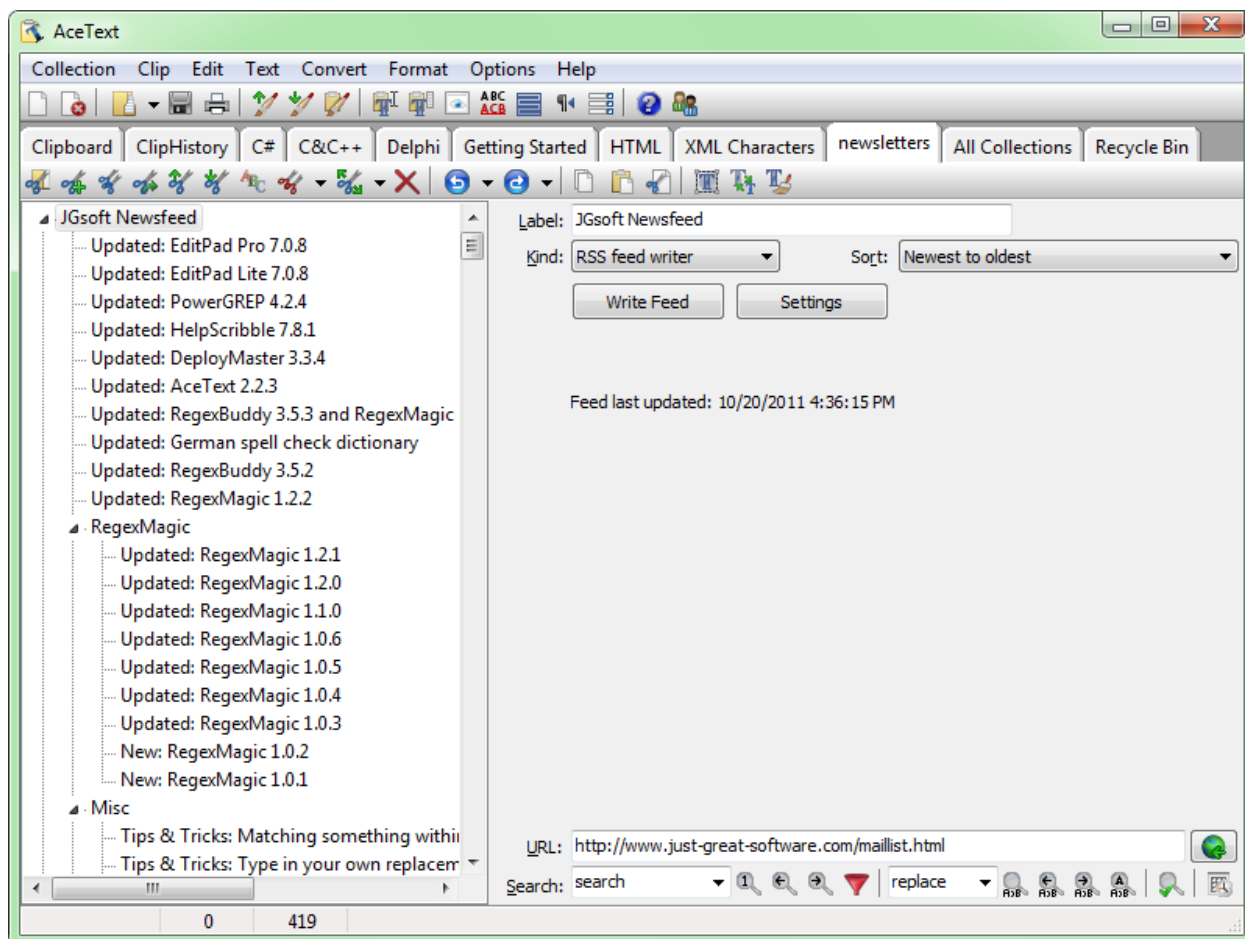 AceText
Collection Clip Edit Text Convert Format Options Help
ABC
ACB
Clipboard ClipHistory C# C&C++ Delphi Getting Started HTML XML Characters newsletters All Collections Recycle Bin
JGsoft Newsfeed
Updated: EditPad Pro 7.0.8
Updated: EditPad Lite 7.0.8
Updated: PowerGREP 4.2.4
Updated: HelpScribble 7.8.1
Updated: DeployMaster 3.3.4
Updated: AceText 2.2.3
Updated: RegexBuddy 3.5.3 and RegexMagic
Updated: German spell check dictionary
Updated: RegexBuddy 3.5.2
Updated: RegexMagic 1.2.2
RegexMagic
Updated: RegexMagic 1.2.1
Updated: RegexMagic 1.2.0
Updated: RegexMagic 1.1.0
Updated: RegexMagic 1.0.6
Updated: RegexMagic 1.0.5
Updated: RegexMagic 1.0.4
Updated: RegexMagic 1.0.3
New: RegexMagic 1.0.2
New: RegexMagic 1.0.1
Misc
Tips & Tricks: Matching something withi
Tips & Tricks: Type in your own replacem
Label: JGsoft Newsfeed
Kind: RSS feed writer Sort: Newest to oldest
Write Feed Settings
Feed last updated: 10/20/2011 4:36:15 PM
URL: http://www.just-great-software.com/maillist.html
Search: search replace
0 419